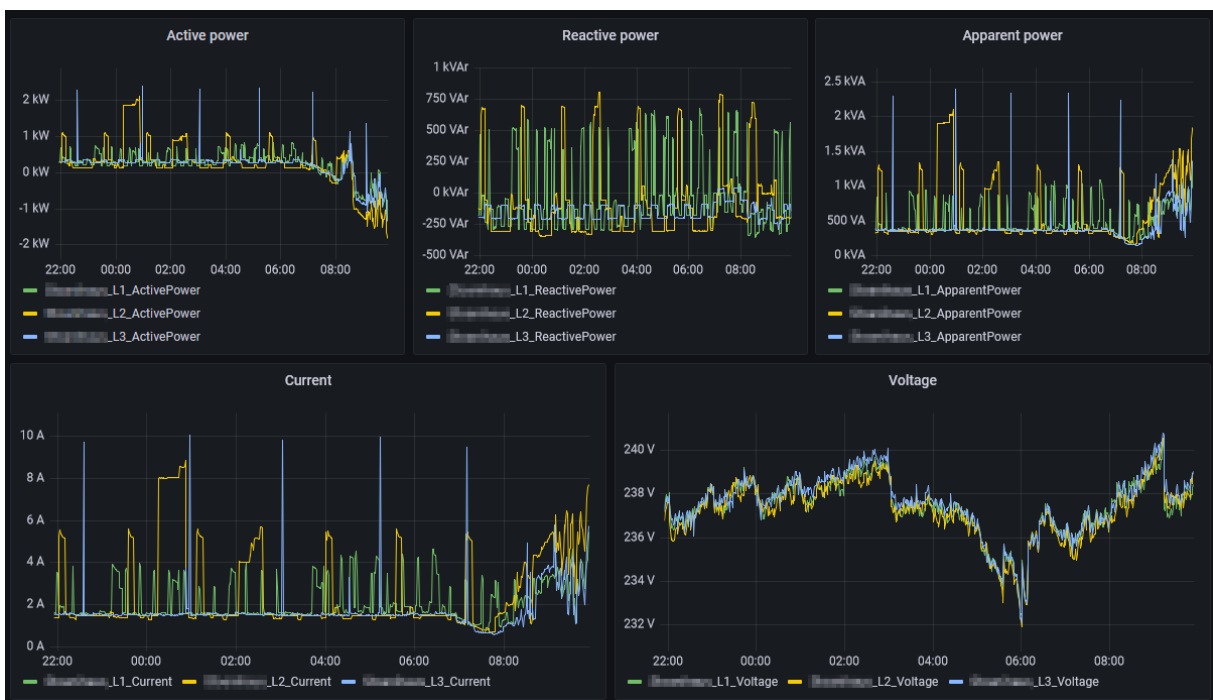 Active power
2 kW
1 kW
0 kW
-1 kW
-2 kW
22:00 00:00 02:00 04:00 06:00 08:00
_L1_ActivePower
_L2_ActivePower
_L3_ActivePower
Reactive power
1 kVAr
750 VAr
500 VAr
250 VAr
0 kVAr
-250 VAr
-500 VAr
22:00 00:00 02:00 04:00 06:00 08:00
_L1_ReactivePower
_L2_ReactivePower
_L3_ReactivePower
Apparent power
2.5 kVA
2 kVA
1.5 kVA
1 kVA
500 VA
0 kVA
22:00 00:00 02:00 04:00 06:00 08:00
_L1_ApparentPower
_L2_ApparentPower
_L3_ApparentPower
Current
10 A
8 A
6 A
4 A
2 A
0 A
22:00 00:00 02:00 04:00 06:00 08:00
_L1_Current _L2_Current _L3_Current
Voltage
240 V
238 V
236 V
234 V
232 V
22:00 00:00 02:00 04:00 06:00 08:00
_L1_Voltage _L2_Voltage _L3_Voltage